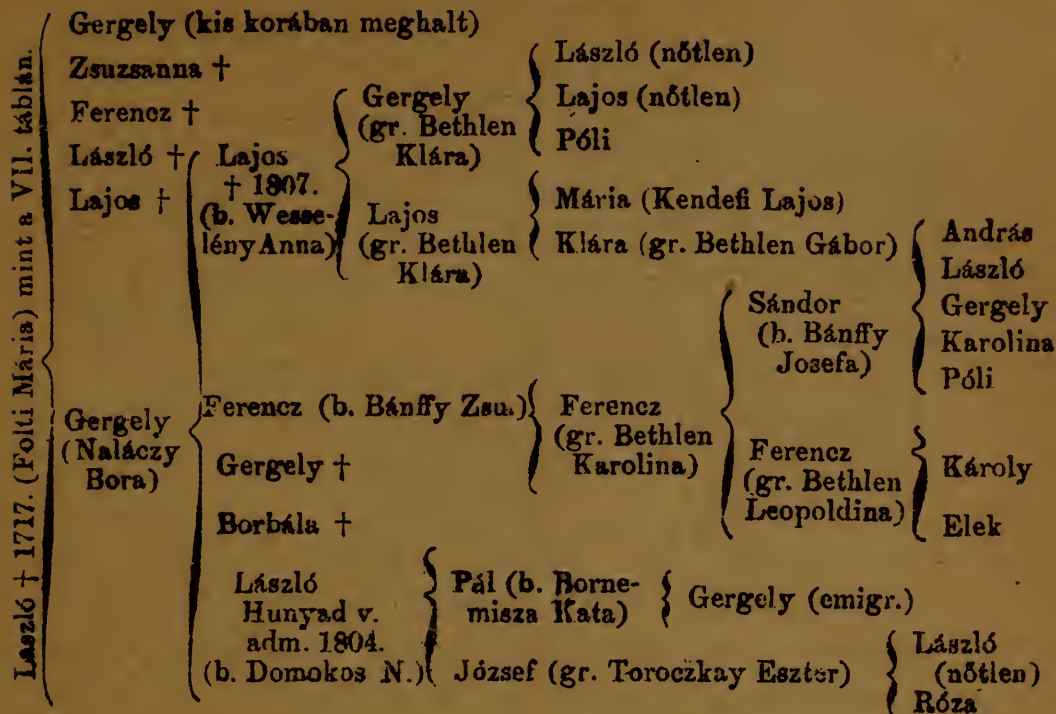 László † 1717. (Folti Mária) mint a VII. táblán.
Gergely (kis korában meghalt)
Zsuzsanna †
Ferencz †
László †
Lajos †
Gergely
(Naláczy
Bora)
Lajos
† 1807.
(b. Wesse-
lény Anna)
Gergely
(gr. Bethlen
Klára)
László (nőtlen)
Lajos (nőtlen)
Póli
Lajos
(gr. Bethlen
Klára)
Mária (Kendefi Lajos)
Klára (gr. Bethlen Gábor)
Ferencz (b. Bánffy Zsu.)
Ferencz
(gr. Bethlen
Karolina)
Sándor
(b. Bánffy
Josefa)
András
László
Gergely
Karolina
Póli
Ferencz
(gr. Bethlen
Leopoldina)
Károly
Elek
Gergely †
Borbála †
László
Hunyad v.
adm. 1804.
(b. Domokos N.)
Pál (b. Borne-
misza Kata)
Gergely (emigr.)
József (gr. Toroczkay Eszter)
László
(nőtlen)
Róza